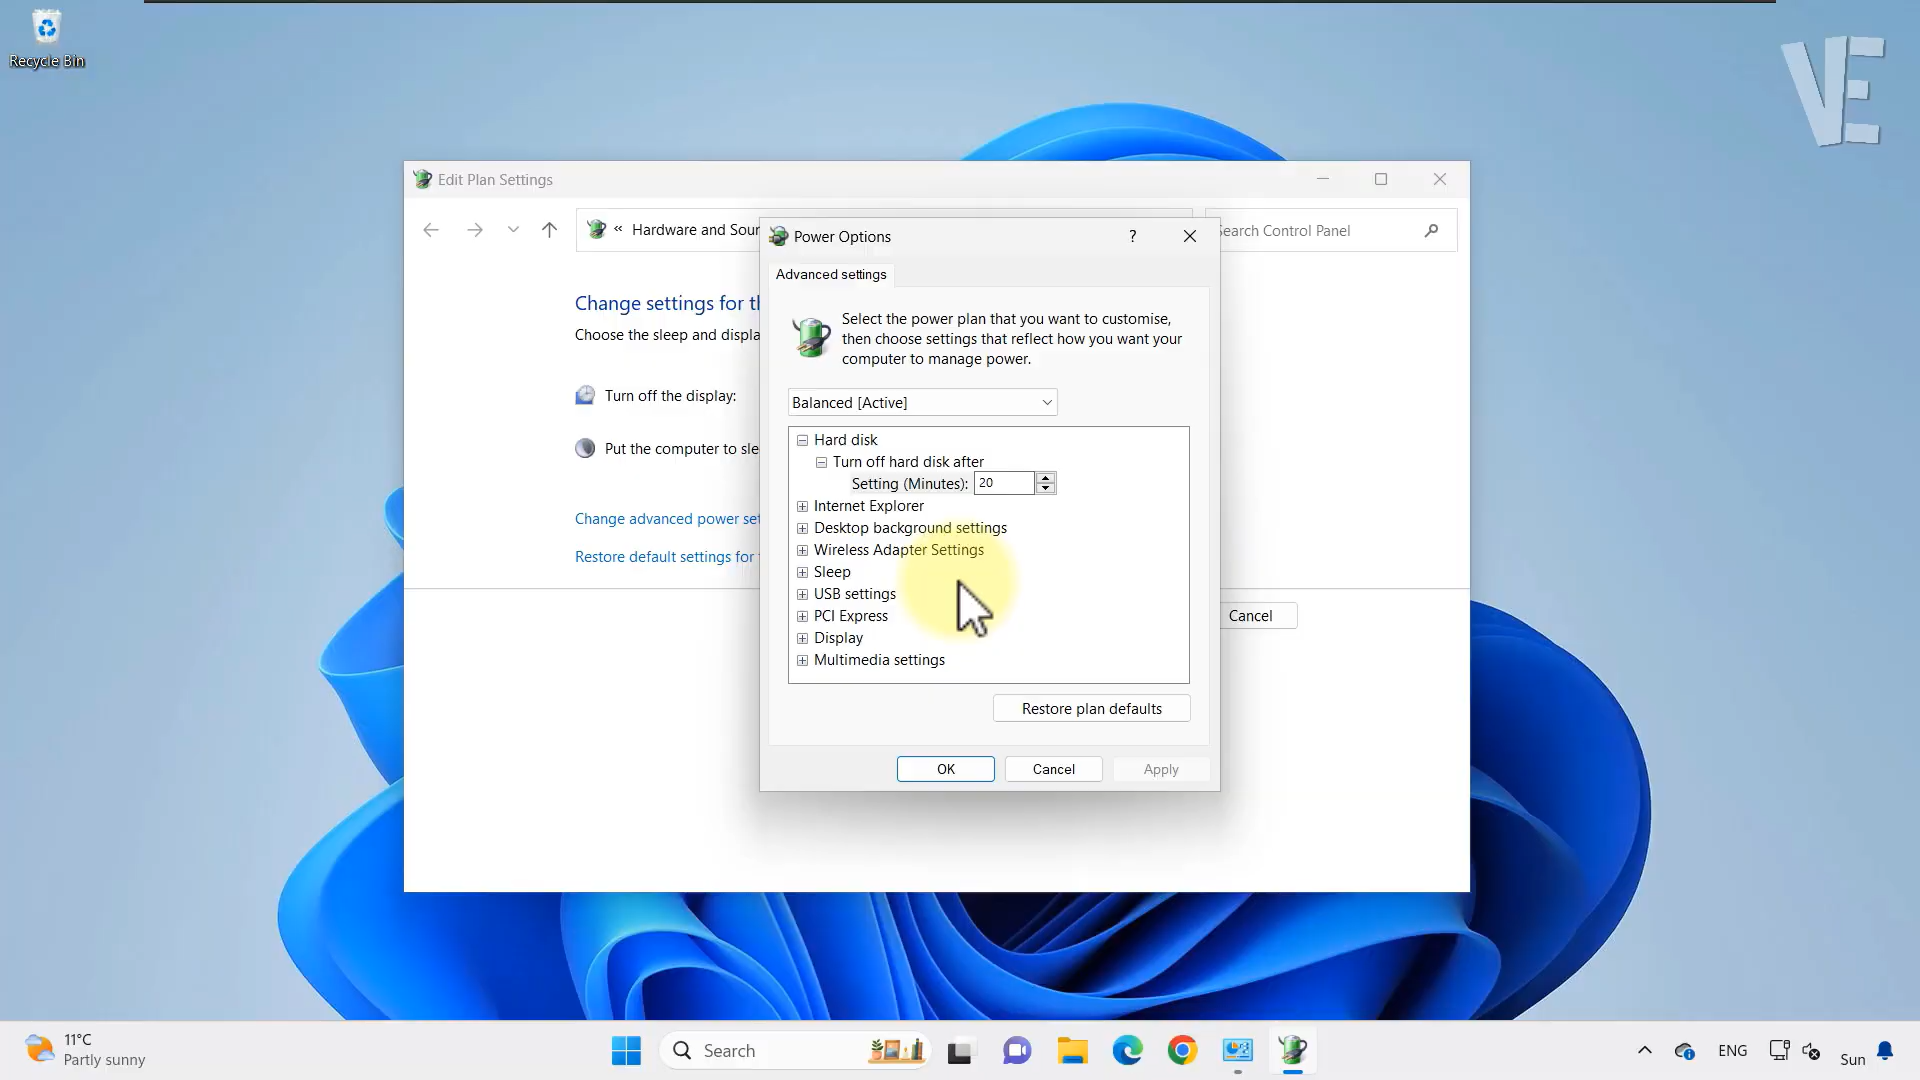 Recycle Bin
VE
Edit Plan Settings
« Hardware and Soun
Search Control Panel
Power Options
?
Advanced settings
Change settings for th
Choose the sleep and displa
Select the power plan that you want to customise,
then choose settings that reflect how you want your
computer to manage power.
Turn off the display:
Balanced [Active]
Put the computer to slee
Hard disk
Turn off hard disk after
Setting (Minutes): 20
Internet Explorer
Desktop background settings
Wireless Adapter Settings
Sleep
USB settings
PCI Express
Display
Multimedia settings
Change advanced power set
Restore default settings for
Cancel
Restore plan defaults
OK
Cancel
Apply
11°C
Partly sunny
Search
ENG
Sun